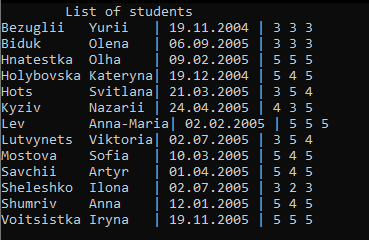 List of students
Bezuglii   Yurii   | 19.11.2004 | 3 3 3
Biduk      Olena   | 06.09.2005 | 3 3 3
Hnatestka  Olha    | 09.02.2005 | 5 5 5
Holybovska Kateryna| 19.12.2004 | 5 4 5
Hots       Svitlana| 21.03.2005 | 3 5 4
Kyziv      Nazarii | 24.04.2005 | 4 3 5
Lev        Anna-Maria| 02.02.2005 | 5 5 5
Lutvynets  Viktoria| 02.07.2005 | 3 5 4
Mostova    Sofia   | 10.03.2005 | 5 4 5
Savchii    Artyr   | 01.04.2005 | 5 4 5
Sheleshko  Ilona   | 02.07.2005 | 3 2 3
Shumriv    Anna    | 12.01.2005 | 5 4 5
Voitsistka Iryna   | 19.11.2005 | 5 5 5